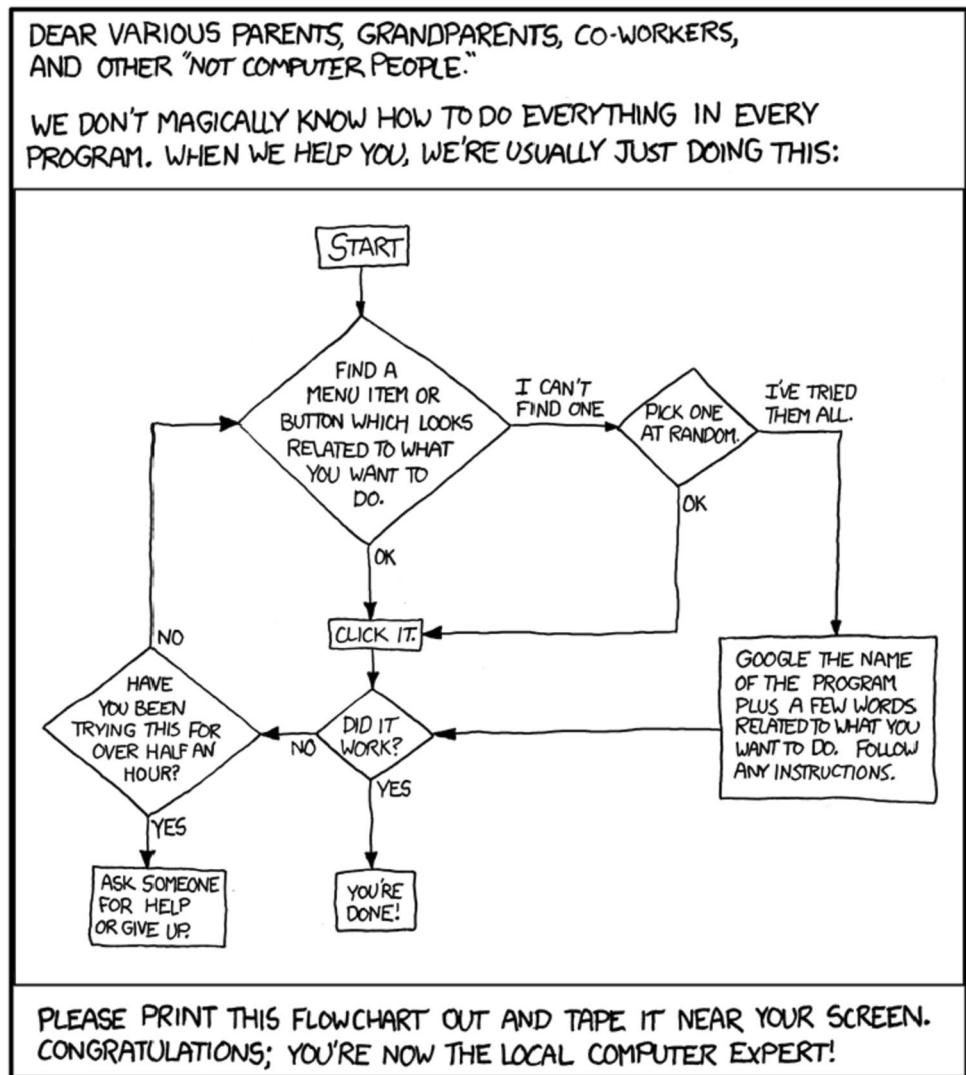 DEAR VARIOUS PARENTS, GRANDPARENTS, CO-WORKERS,
AND OTHER "NOT COMPUTER PEOPLE."
WE DON'T MAGICALLY KNOW HOW TO DO EVERYTHING IN EVERY
PROGRAM. WHEN WE HELP YOU, WE'RE USUALLY JUST DOING THIS:
START
FIND A
MENU ITEM OR
BUTTON WHICH LOOKS
RELATED TO WHAT
YOU WANT TO
DO.
I CAN'T
FIND ONE
PICK ONE
AT RANDOM.
I'VE TRIED
THEM ALL.
OK
OK
CLICK IT.
NO
GOOGLE THE NAME
OF THE PROGRAM
PLUS A FEW WORDS
RELATED TO WHAT YOU
WANT TO DO. FOLLOW
ANY INSTRUCTIONS.
HAVE
YOU BEEN
TRYING THIS FOR
OVER HALF AN
HOUR?
NO
DID IT
WORK?
YES
YES
ASK SOMEONE
FOR HELP
OR GIVE UP.
YOU'RE
DONE!
PLEASE PRINT THIS FLOWCHART OUT AND TAPE IT NEAR YOUR SCREEN.
CONGRATULATIONS; YOU'RE NOW THE LOCAL COMPUTER EXPERT!